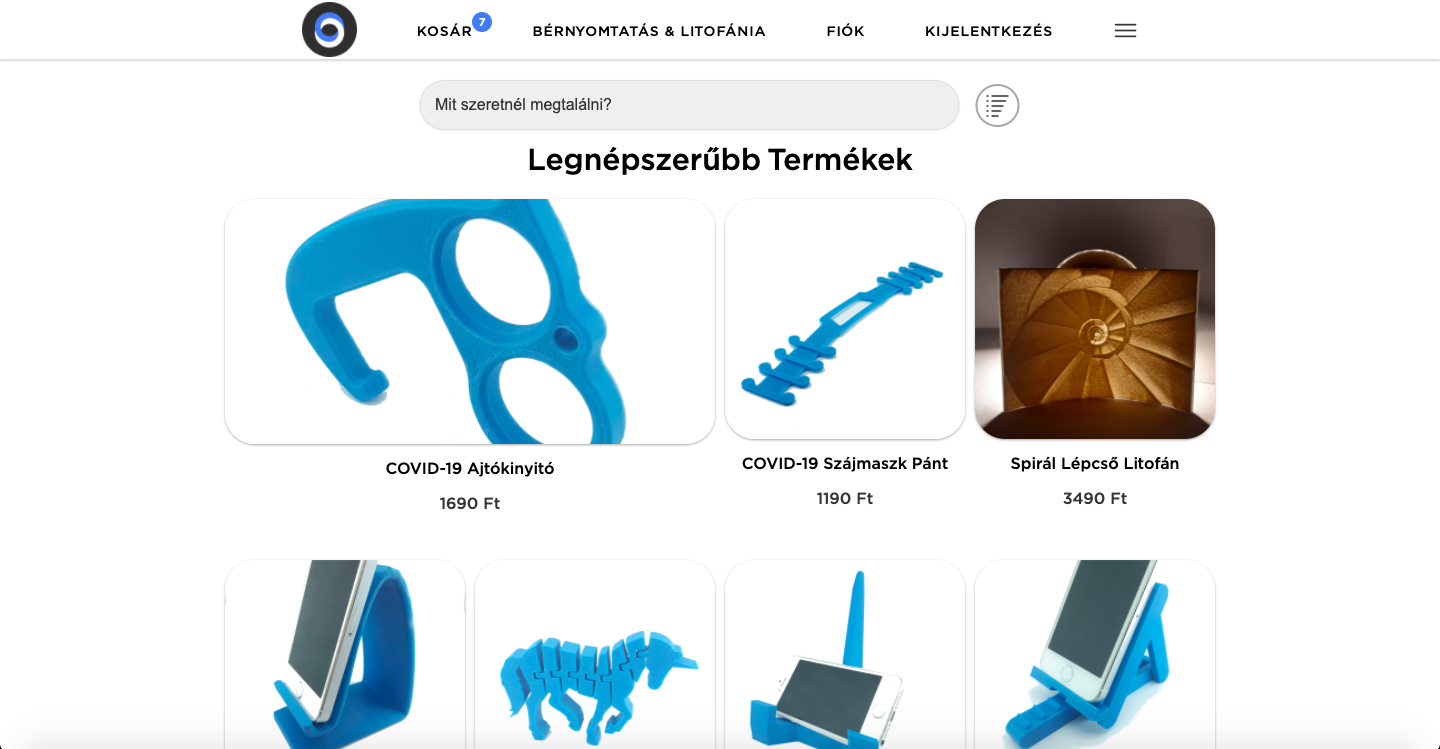 KOSÁR 7 BÉRNYOMTATÁS & LITOFÁNIA FIÓK KIJELENTKEZÉS
Mit szeretnél megtalálni?
Legnépszerűbb Termékek
COVID-19 Ajtókinyitó
1690 Ft
COVID-19 Szájmaszk Pánt
1190 Ft
Spirál Lépcső Litofán
3490 Ft